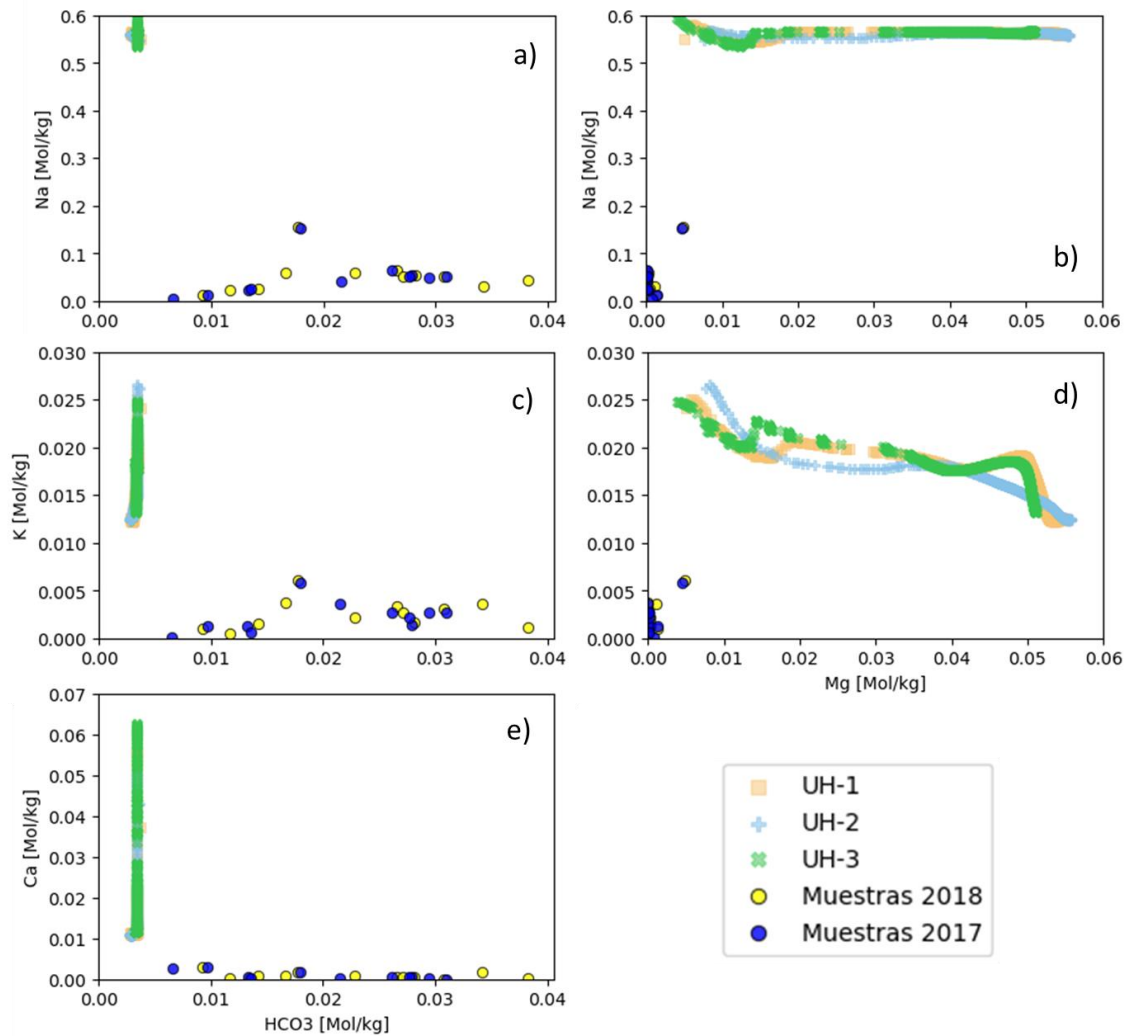 a)
Na [Mol/kg]
0.6
0.5
0.4
0.3
0.2
0.1
0.0
0.00 0.01 0.02 0.03 0.04
b)
Na [Mol/kg]
0.6
0.5
0.4
0.3
0.2
0.1
0.0
0.00 0.01 0.02 0.03 0.04 0.05 0.06
c)
K [Mol/kg]
0.030
0.025
0.020
0.015
0.010
0.005
0.000
0.00 0.01 0.02 0.03 0.04
d)
0.030
0.025
0.020
0.015
0.010
0.005
0.000
0.00 0.01 0.02 0.03 0.04 0.05 0.06
Mg [Mol/kg]
e)
Ca [Mol/kg]
0.07
0.06
0.05
0.04
0.03
0.02
0.01
0.00
0.00 0.01 0.02 0.03 0.04
HCO3 [Mol/kg]
UH-1
UH-2
UH-3
Muestras 2018
Muestras 2017